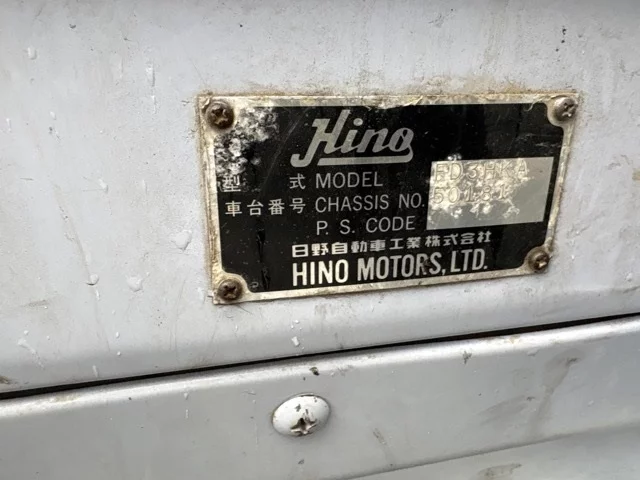 Hino
型 式 MODEL
車台番号 CHASSIS NO.
P. S. CODE
日野自動車工業株式会社
HINO MOTORS, LTD.